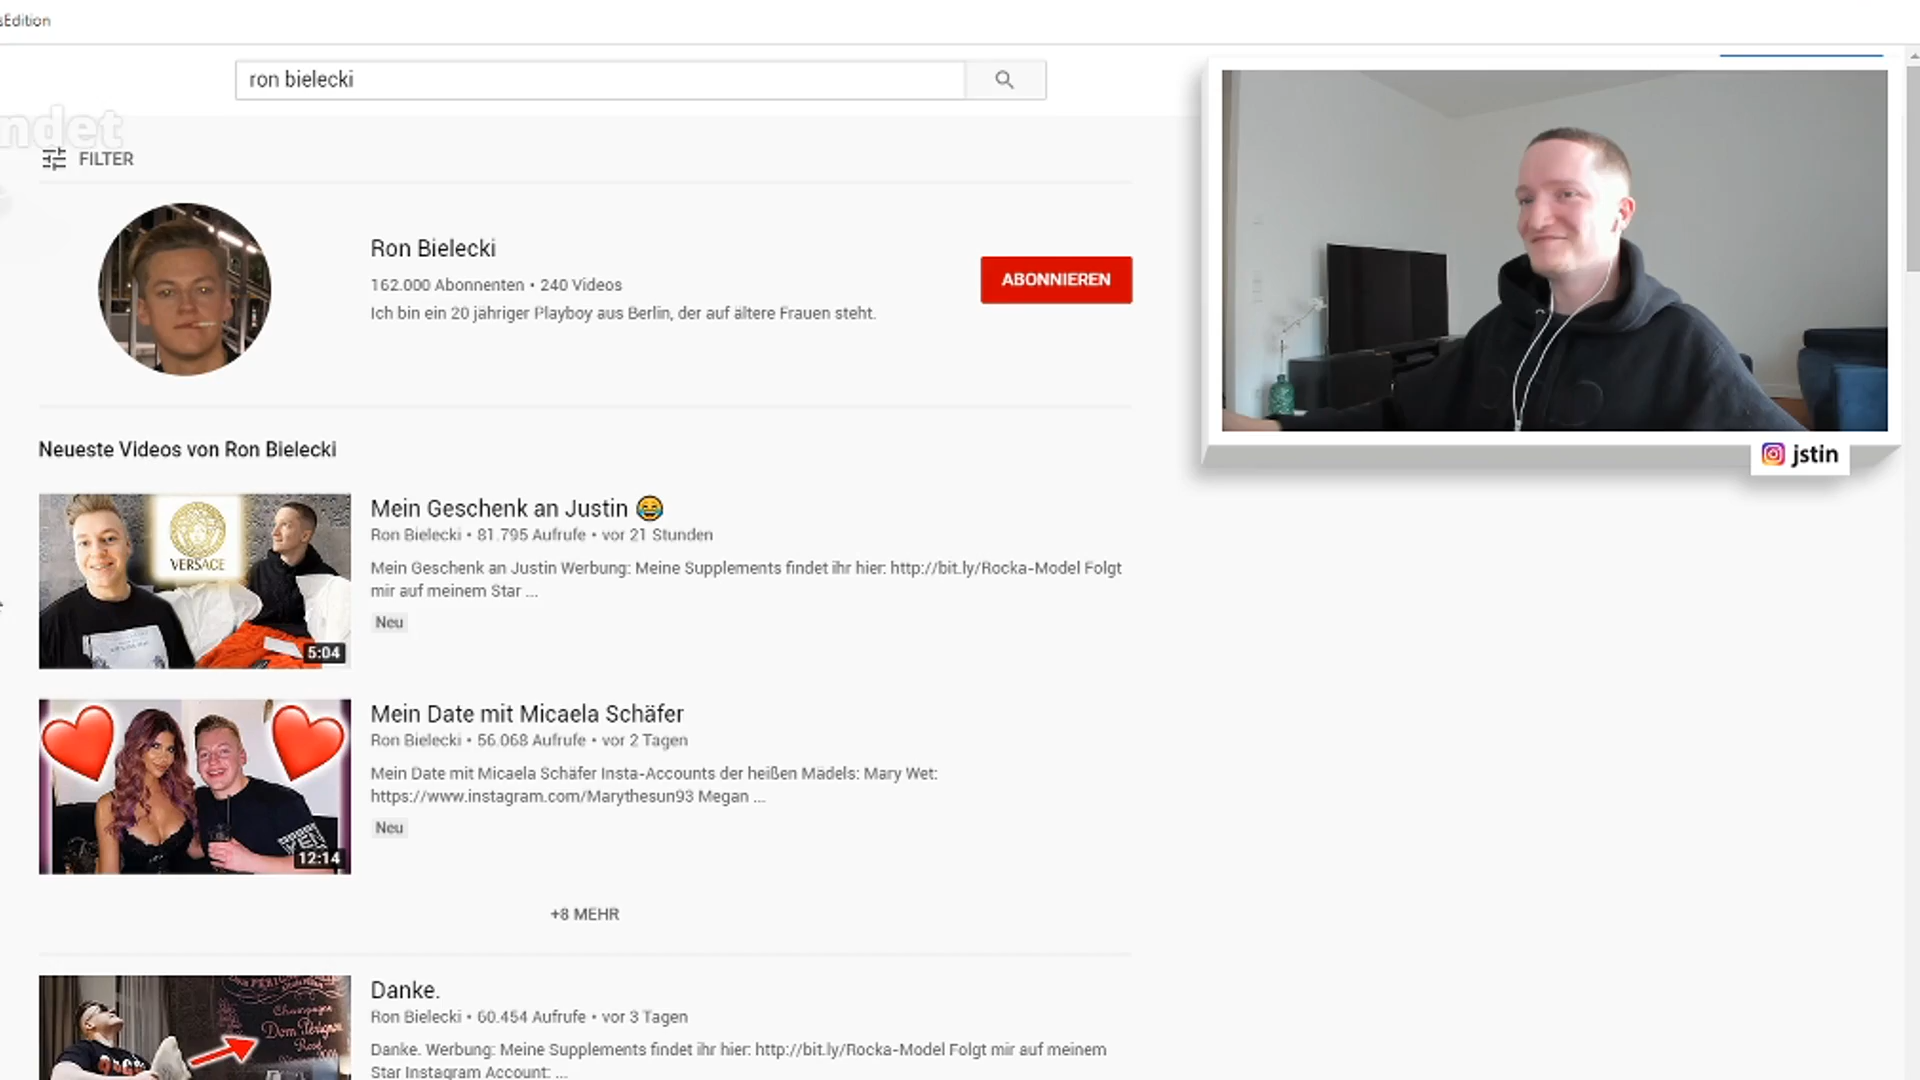 sEdition
ron bielecki
ndet
FILTER
Ron Bielecki
162.000 Abonnenten • 240 Videos
Ich bin ein 20 jähriger Playboy aus Berlin, der auf ältere Frauen steht.
ABONNIEREN
jstin
Neueste Videos von Ron Bielecki
VERSACE
5:04
Mein Geschenk an Justin 😂
Ron Bielecki • 81.795 Aufrufe • vor 21 Stunden
Mein Geschenk an Justin Werbung: Meine Supplements findet ihr hier: http://bit.ly/Rocka-Model Folgt
mir auf meinem Star ...
Neu
12:14
Mein Date mit Micaela Schäfer
Ron Bielecki • 56.068 Aufrufe • vor 2 Tagen
Mein Date mit Micaela Schäfer Insta-Accounts der heißen Mädels: Mary Wet:
https://www.instagram.com/Marythesun93 Megan ...
Neu
+8 MEHR
Champagne
Dom Pérignon
Rosé
Danke.
Ron Bielecki • 60.454 Aufrufe • vor 3 Tagen
Danke. Werbung: Meine Supplements findet ihr hier: http://bit.ly/Rocka-Model Folgt mir auf meinem
Star Instagram Account: ...